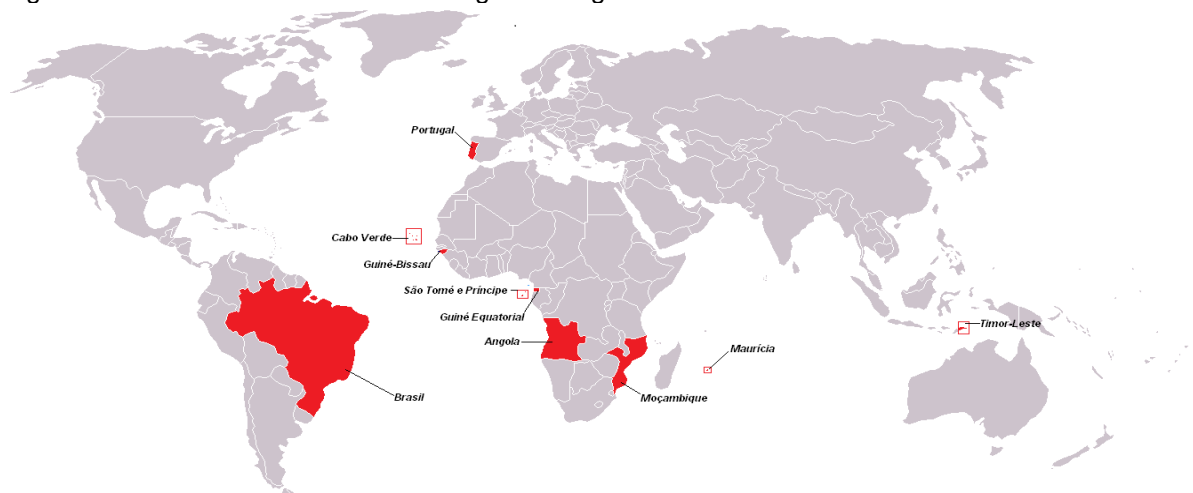 Portugal
Cabo Verde
Guiné-Bissau
São Tomé e Príncipe
Guiné Equatorial
Angola
Timor-Leste
Maurícia
Moçambique
Brasil